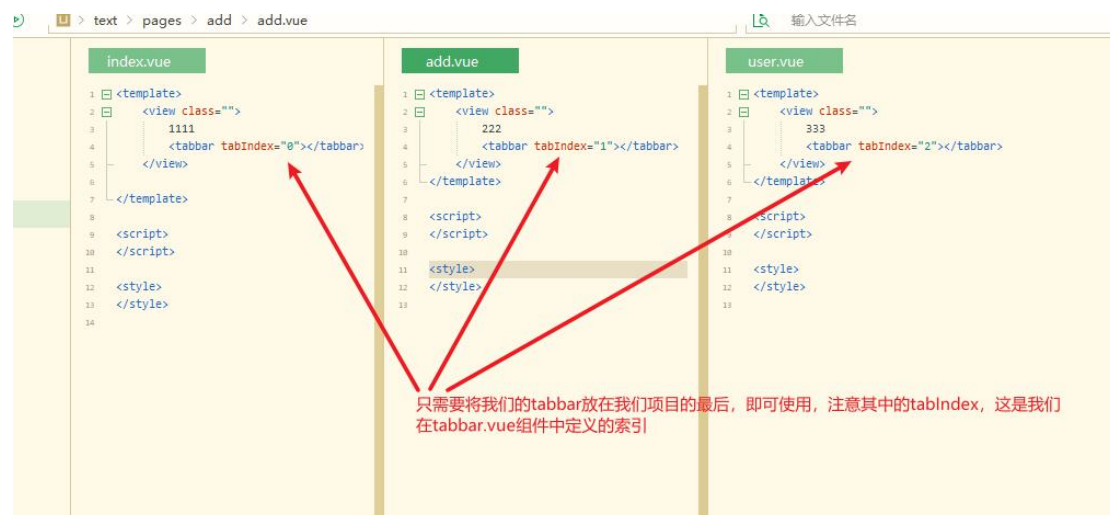 text > pages > add > add.vue
输入文件名
index.vue
1 <template>
2 <view class="">
3 1111
4 <tabbar tabIndex="0"></tabbar>
5 </view>
6
7 </template>
8
9 <script>
10 </script>
11
12 <style>
13 </style>
14
add.vue
1 <template>
2 <view class="">
3 222
4 <tabbar tabIndex="1"></tabbar>
5 </view>
6 </template>
7
8 <script>
9 </script>
10
11 <style>
12 </style>
13
user.vue
1 <template>
2 <view class="">
3 333
4 <tabbar tabIndex="2"></tabbar>
5 </view>
6 </template>
7
8 <script>
9 </script>
10
11 <style>
12 </style>
13
只需要将我们的tabbar放在我们项目的最后，即可使用，注意其中的tabIndex，这是我们
在tabbar.vue组件中定义的索引